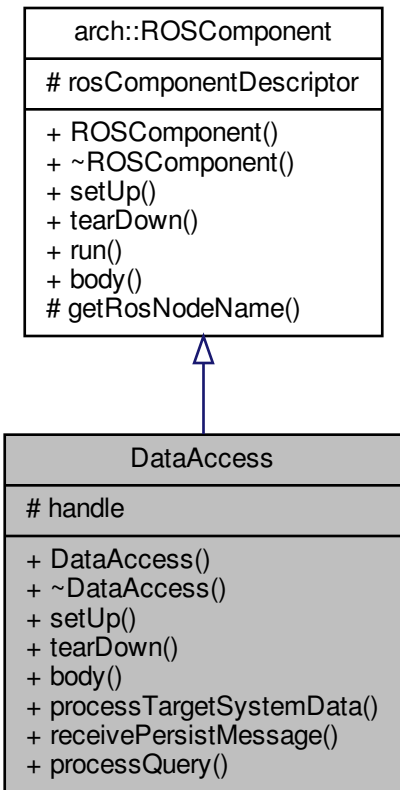 arch::ROSComponent
# rosComponentDescriptor
+ ROSComponent()
+ ~ROSComponent()
+ setUp()
+ tearDown()
+ run()
+ body()
# getRosNodeName()
DataAccess
# handle
+ DataAccess()
+ ~DataAccess()
+ setUp()
+ tearDown()
+ body()
+ processTargetSystemData()
+ receivePersistMessage()
+ processQuery()